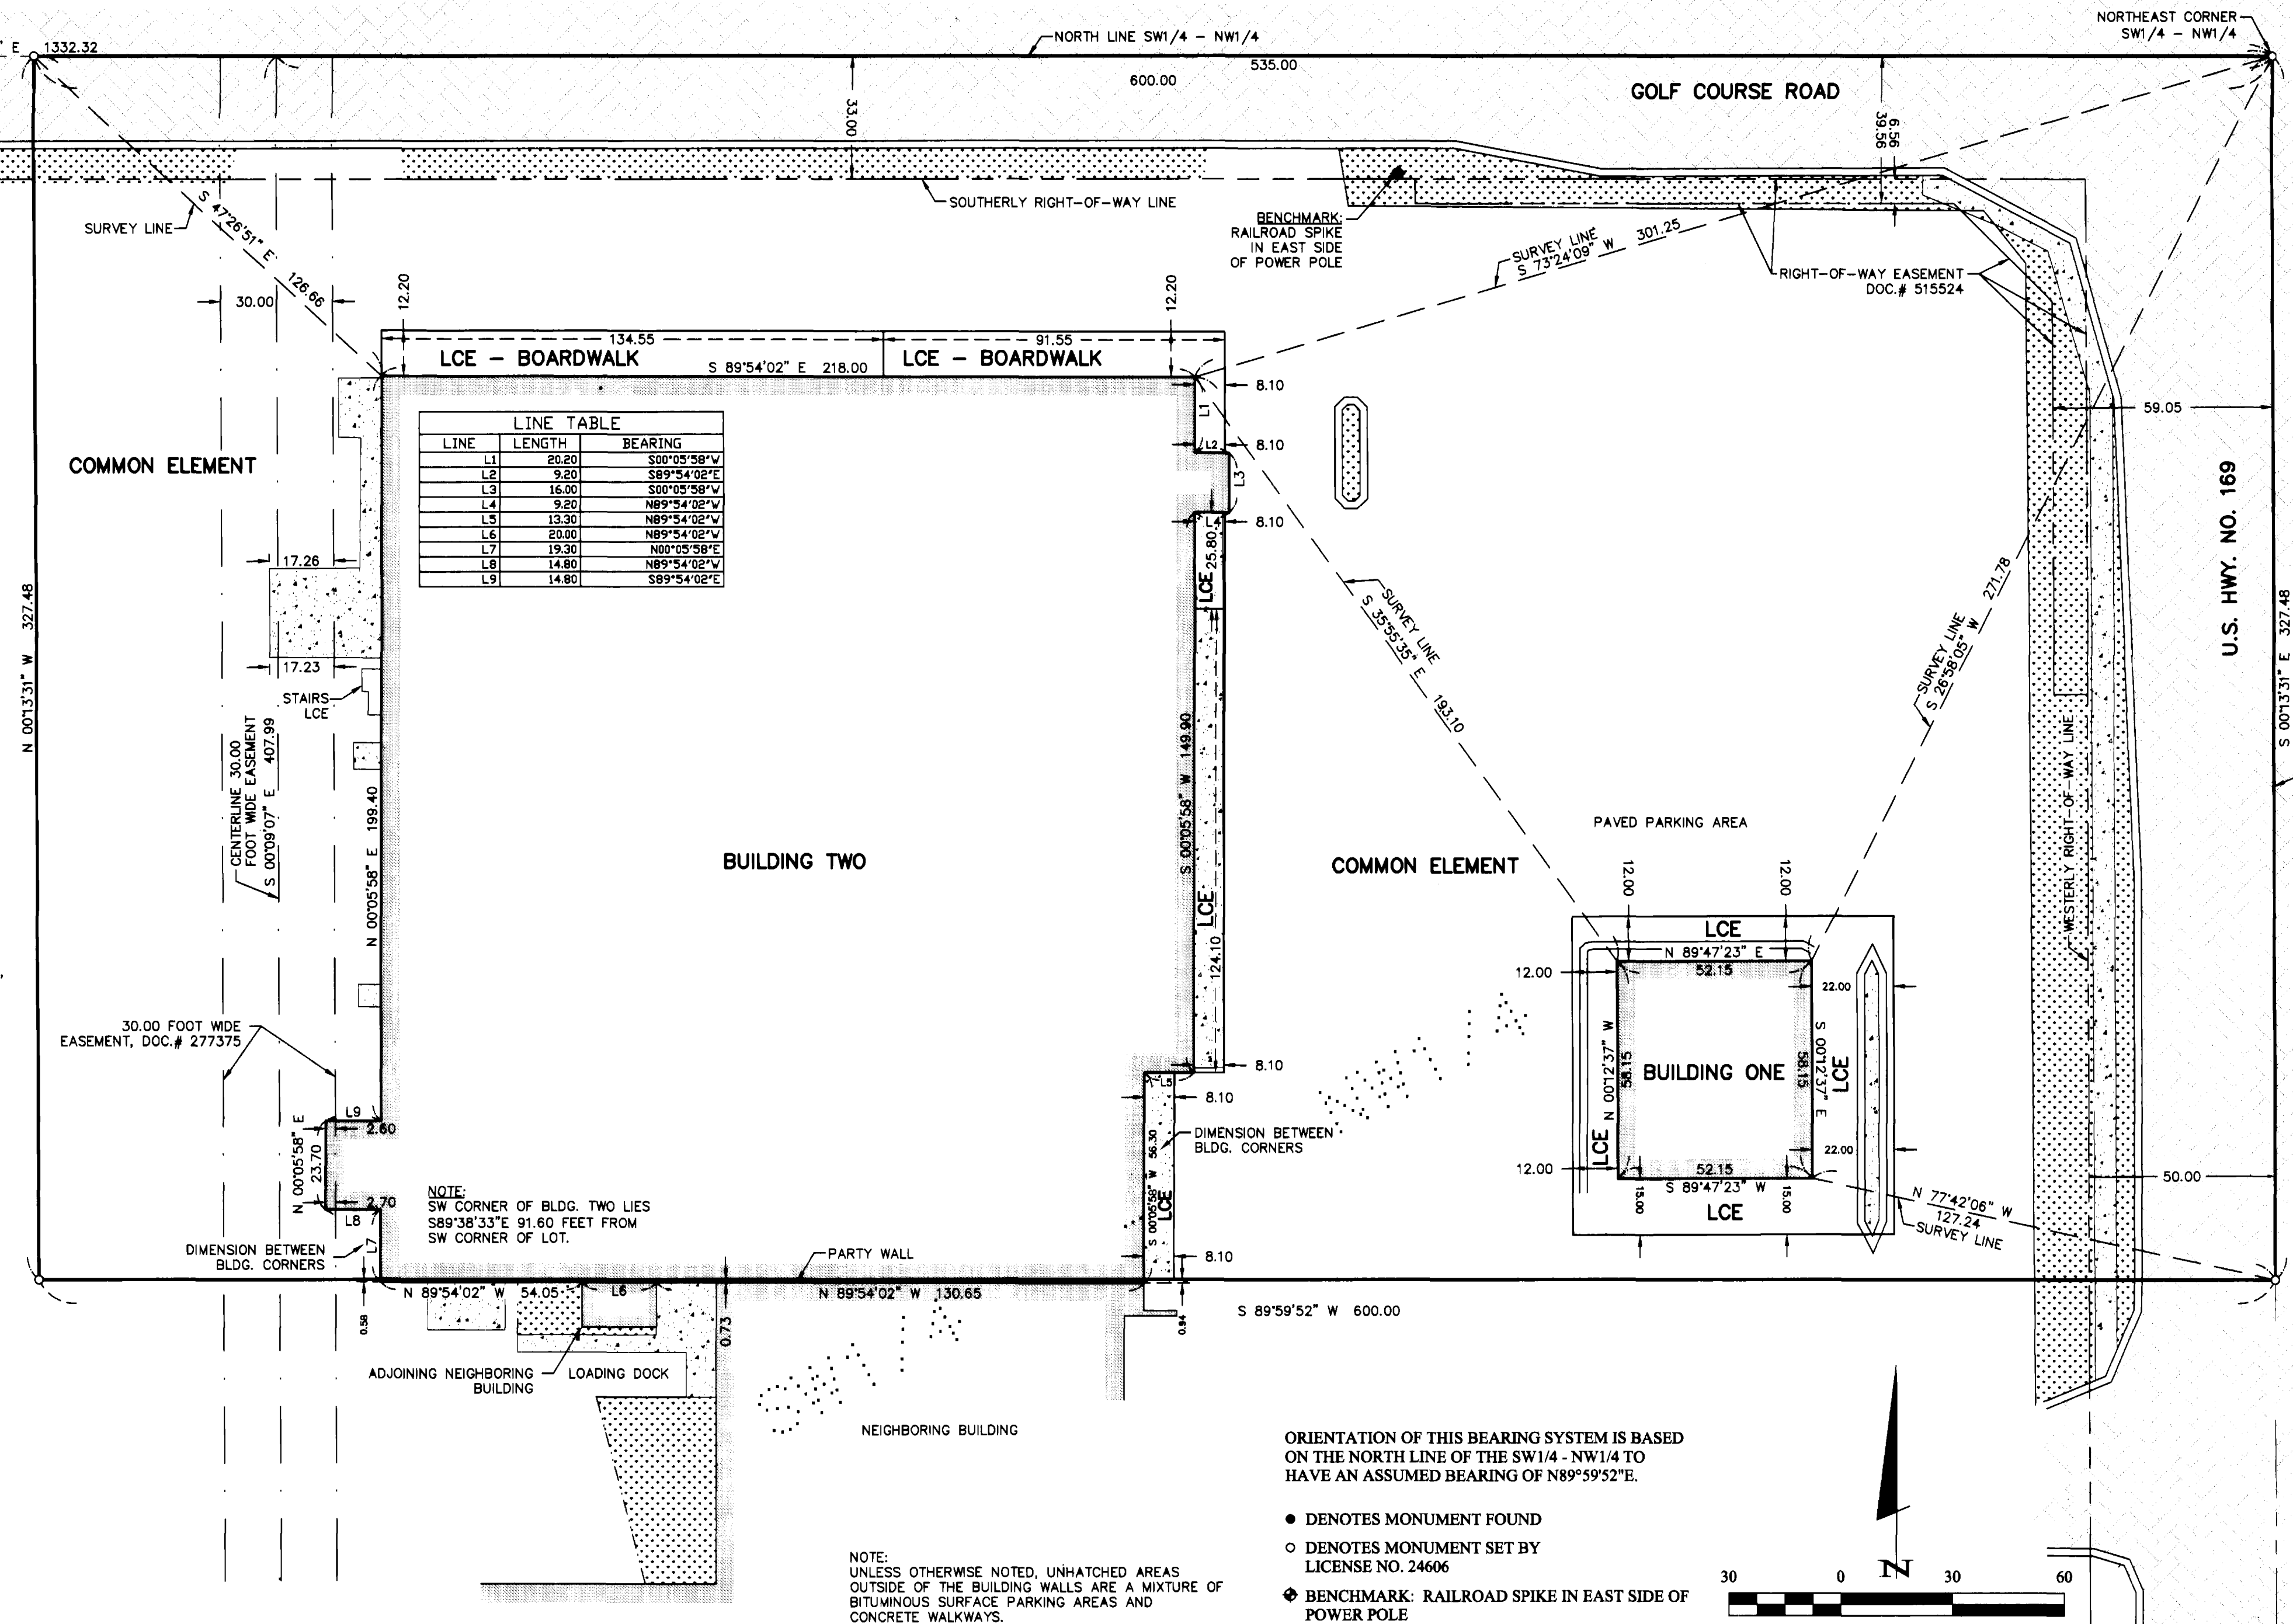 " E 1332.32
NORTH LINE SW1/4 - NW1/4
535.00
600.00
NORTHEAST CORNER
SW1/4 - NW1/4
GOLF COURSE ROAD
33.00
6.56
39.56
SURVEY LINE
S 47°26'51" E 126.66
SOUTHERLY RIGHT-OF-WAY LINE
BENCHMARK:
RAILROAD SPIKE
IN EAST SIDE
OF POWER POLE
SURVEY LINE
S 73°24'09" W 301.25
RIGHT-OF-WAY EASEMENT
DOC.# 515524
30.00
12.20
12.20
134.55
91.55
LCE - BOARDWALK
LCE - BOARDWALK
S 89°54'02" E 218.00
8.10
L1
L2
8.10
L3
L4
8.10
25.80
LCE
59.05
LINE TABLE
LINE LENGTH BEARING
L1 20.20 S00°05'58"W
L2 9.20 S89°54'02"E
L3 16.00 S00°05'58"W
L4 9.20 N89°54'02"W
L5 13.30 N89°54'02"W
L6 20.00 N89°54'02"W
L7 19.30 N00°05'58"E
L8 14.80 N89°54'02"W
L9 14.80 S89°54'02"E
COMMON ELEMENT
U.S. HWY. NO. 169
17.26
17.23
STAIRS
LCE
N 00°13'31" W 327.48
S 00°13'31" E 327.48
SURVEY LINE
S 35°55'35" E 193.10
SURVEY LINE
S 26°58'05" W 271.78
CENTERLINE 30.00
FOOT WIDE EASEMENT
S 00°09'07" E 407.99
N 00°05'58" E 199.40
S 00°05'58" W 149.90
LCE
124.10
WESTERLY RIGHT-OF-WAY LINE
PAVED PARKING AREA
BUILDING TWO
COMMON ELEMENT
12.00
12.00
LCE
N 89°47'23" E
52.15
12.00
22.00
N 00°12'37" W
58.15
BUILDING ONE
58.15
S 00°12'37" E
LCE
LCE
12.00
22.00
52.15
S 89°47'23" W
15.00
15.00
LCE
50.00
N 77°42'06" W
127.24
SURVEY LINE
NW1/4
30.00 FOOT WIDE
EASEMENT, DOC.# 277375
L9
2.60
N 00°05'58" E
23.70
2.70
L8
L7
DIMENSION BETWEEN
BLDG. CORNERS
NOTE:
SW CORNER OF BLDG. TWO LIES
S89°38'33"E 91.60 FEET FROM
SW CORNER OF LOT.
PARTY WALL
8.10
L5
8.10
DIMENSION BETWEEN
BLDG. CORNERS
S 00°05'58" W 56.30
LCE
8.10
N 89°54'02" W 54.05
L6
N 89°54'02" W 130.65
0.58
0.73
0.94
S 89°59'52" W 600.00
ADJOINING NEIGHBORING
BUILDING
LOADING DOCK
SW1/4
NEIGHBORING BUILDING
ORIENTATION OF THIS BEARING SYSTEM IS BASED
ON THE NORTH LINE OF THE SW1/4 - NW1/4 TO
HAVE AN ASSUMED BEARING OF N89°59'52"E.
DENOTES MONUMENT FOUND
DENOTES MONUMENT SET BY
LICENSE NO. 24606
BENCHMARK: RAILROAD SPIKE IN EAST SIDE OF
POWER POLE
NOTE:
UNLESS OTHERWISE NOTED, UNHATCHED AREAS
OUTSIDE OF THE BUILDING WALLS ARE A MIXTURE OF
BITUMINOUS SURFACE PARKING AREAS AND
CONCRETE WALKWAYS.
N
30 0 30 60